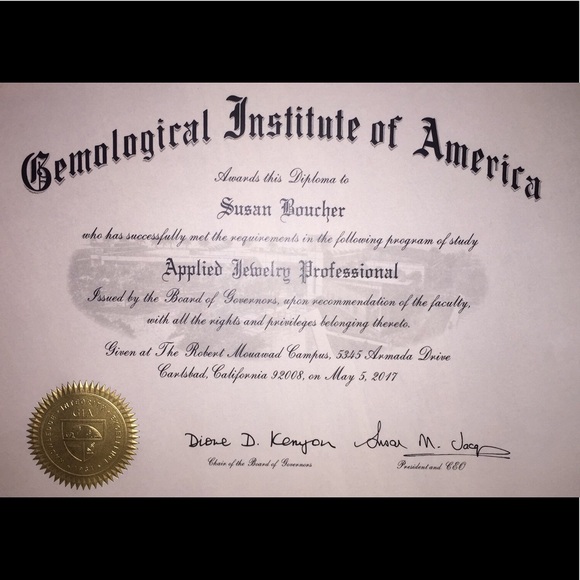 Gemological Institute of America
Awards this Diploma to
Susan Boucher
who has successfully met the requirements in the following program of study
Applied Jewelry Professional
Issued by the Board of Governors, upon recommendation of the faculty,
with all the rights and privileges belonging thereto.
Given at The Robert Mouawad Campus, 5345 Armada Drive
Carlsbad, California 92008, on May 5, 2017
GIA
Susan M. Jacq
Chair of the Board of Governors
President and CEO